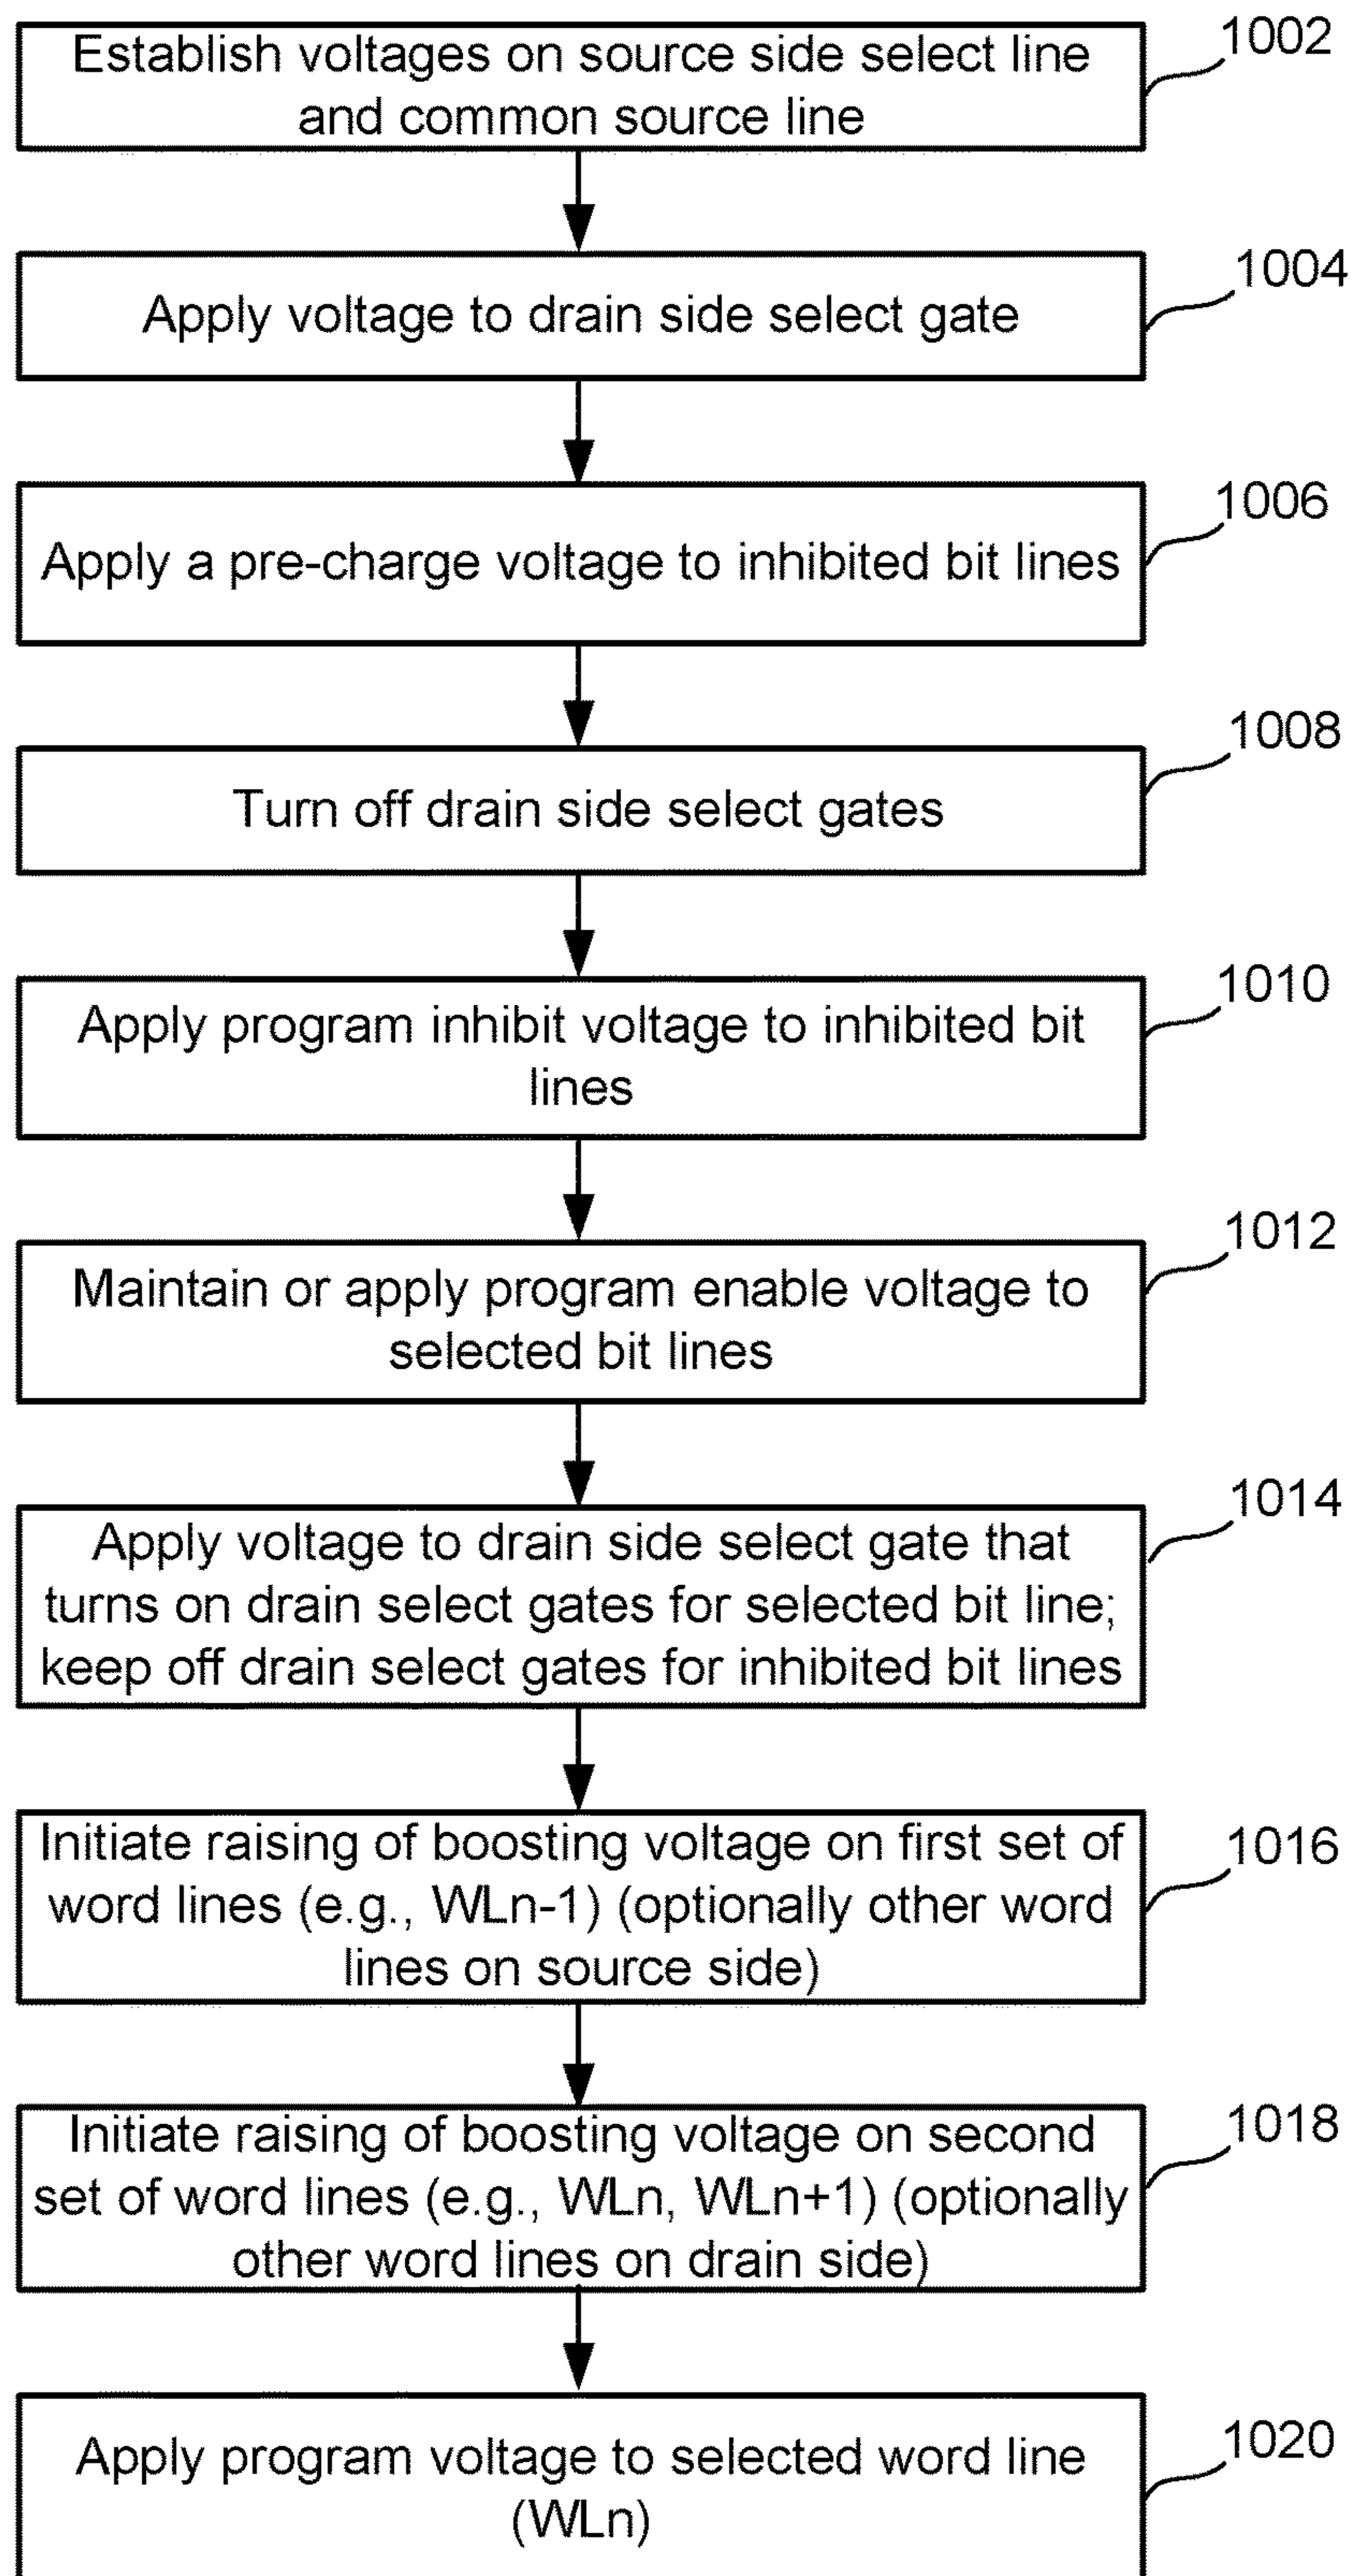 Establish voltages on source side select line
and common source line
1002
Apply voltage to drain side select gate
1004
Apply a pre-charge voltage to inhibited bit lines
1006
Turn off drain side select gates
1008
Apply program inhibit voltage to inhibited bit
lines
1010
Maintain or apply program enable voltage to
selected bit lines
1012
Apply voltage to drain side select gate that
turns on drain select gates for selected bit line;
keep off drain select gates for inhibited bit lines
1014
Initiate raising of boosting voltage on first set of
word lines (e.g., WLn-1) (optionally other word
lines on source side)
1016
Initiate raising of boosting voltage on second
set of word lines (e.g., WLn, WLn+1) (optionally
other word lines on drain side)
1018
Apply program voltage to selected word line
(WLn)
1020